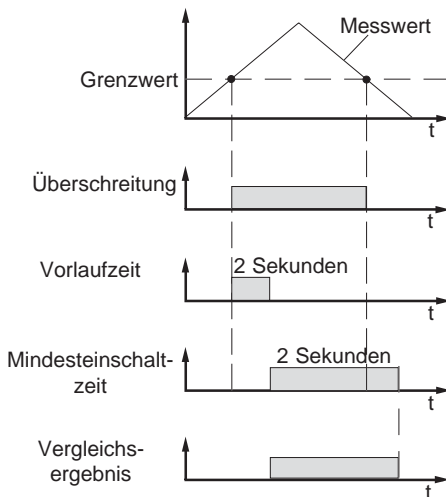 Messwert
Grenzwert
t
Überschreitung
t
Vorlaufzeit
2 Sekunden
t
Mindesteinschalt-
zeit
2 Sekunden
t
Vergleichs-
ergebnis
t